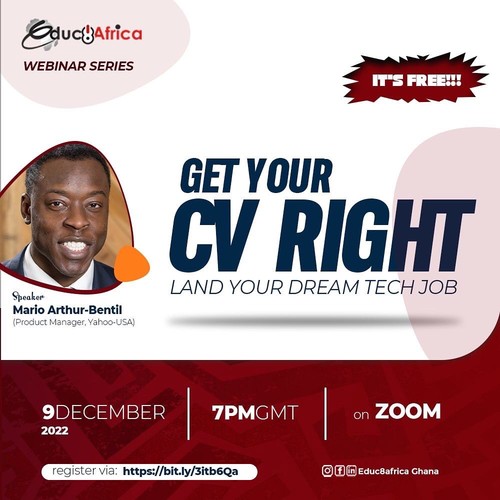 Educ8Africa
WEBINAR SERIES
IT'S FREE!!!
GET YOUR
CV RIGHT
LAND YOUR DREAM TECH JOB
Speaker
Mario Arthur-Bentil
(Product Manager, Yahoo-USA)
9DECEMBER
2022
7PMGMT
on ZOOM
register via: https://bit.ly/3itb6Qa
Educ8africa Ghana